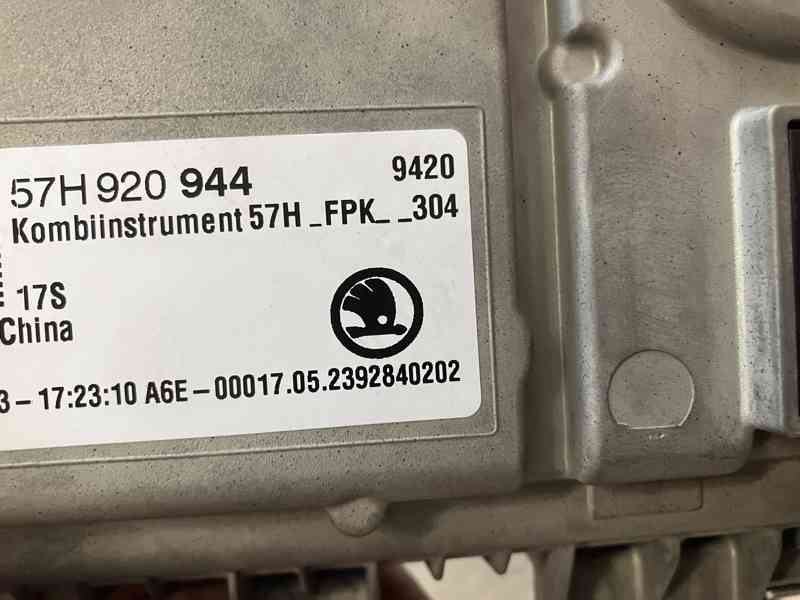 57H 920 944 9420
Kombiinstrument 57H _FPK_ _304
17S
China
3-17:23:10 A6E-00017.05.2392840202